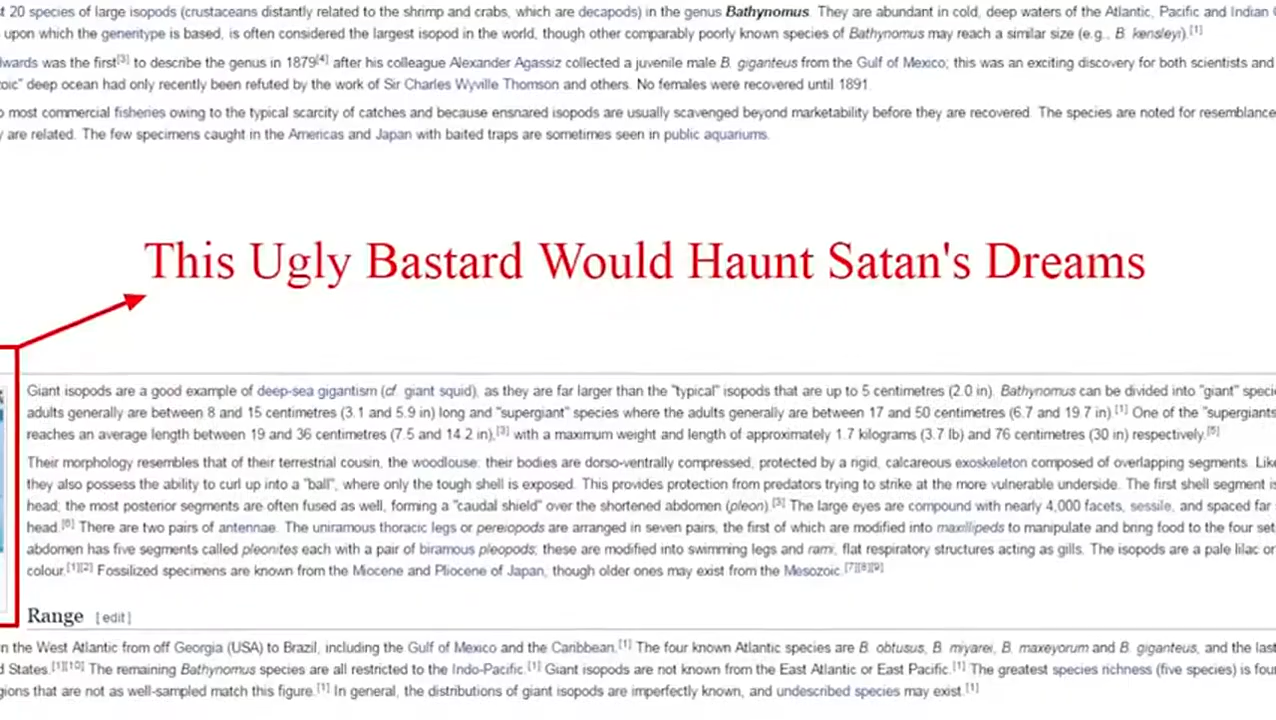 t 20 species of large isopods (crustaceans distantly related to the shrimp and crabs, which are decapods) in the genus Bathynomus. They are abundant in cold, deep waters of the Atlantic, Pacific and Indian
upon which the generitype is based, is often considered the largest isopod in the world, though other comparably poorly known species of Bathynomus may reach a similar size (e.g., B. kensleyi).[1]
dwards was the first[3] to describe the genus in 1879[4] after his colleague Alexander Agassiz collected a juvenile male B. giganteus from the Gulf of Mexico; this was an exciting discovery for both scientists and
oic" deep ocean had only recently been refuted by the work of Sir Charles Wyville Thomson and others. No females were recovered until 1891.
o most commercial fisheries owing to the typical scarcity of catches and because ensnared isopods are usually scavenged beyond marketability before they are recovered. The species are noted for resemblance
y are related. The few specimens caught in the Americas and Japan with baited traps are sometimes seen in public aquariums.
This Ugly Bastard Would Haunt Satan's Dreams
Giant isopods are a good example of deep-sea gigantism (cf. giant squid), as they are far larger than the "typical" isopods that are up to 5 centimetres (2.0 in). Bathynomus can be divided into "giant" speci
adults generally are between 8 and 15 centimetres (3.1 and 5.9 in) long and "supergiant" species where the adults generally are between 17 and 50 centimetres (6.7 and 19.7 in).[1] One of the "supergiants
reaches an average length between 19 and 36 centimetres (7.5 and 14.2 in),[3] with a maximum weight and length of approximately 1.7 kilograms (3.7 lb) and 76 centimetres (30 in) respectively.[5]
Their morphology resembles that of their terrestrial cousin, the woodlouse: their bodies are dorso-ventrally compressed, protected by a rigid, calcareous exoskeleton composed of overlapping segments. Like
they also possess the ability to curl up into a "ball", where only the tough shell is exposed. This provides protection from predators trying to strike at the more vulnerable underside. The first shell segment is
head; the most posterior segments are often fused as well, forming a "caudal shield" over the shortened abdomen (pleon).[3] The large eyes are compound with nearly 4,000 facets, sessile, and spaced far
head.[6] There are two pairs of antennae. The uniramous thoracic legs or pereiopods are arranged in seven pairs, the first of which are modified into maxillipeds to manipulate and bring food to the four set
abdomen has five segments called pleonites each with a pair of biramous pleopods; these are modified into swimming legs and rami, flat respiratory structures acting as gills. The isopods are a pale lilac or
colour.[1][2] Fossilized specimens are known from the Miocene and Pliocene of Japan, though older ones may exist from the Mesozoic.[7][8][9]
Range [edit]
n the West Atlantic from off Georgia (USA) to Brazil, including the Gulf of Mexico and the Caribbean.[1] The four known Atlantic species are B. obtusus, B. miyarei, B. maxeyorum and B. giganteus, and the last
d States.[1][10] The remaining Bathynomus species are all restricted to the Indo-Pacific.[1] Giant isopods are not known from the East Atlantic or East Pacific.[1] The greatest species richness (five species) is fou
gions that are not as well-sampled match this figure.[1] In general, the distributions of giant isopods are imperfectly known, and undescribed species may exist.[1]